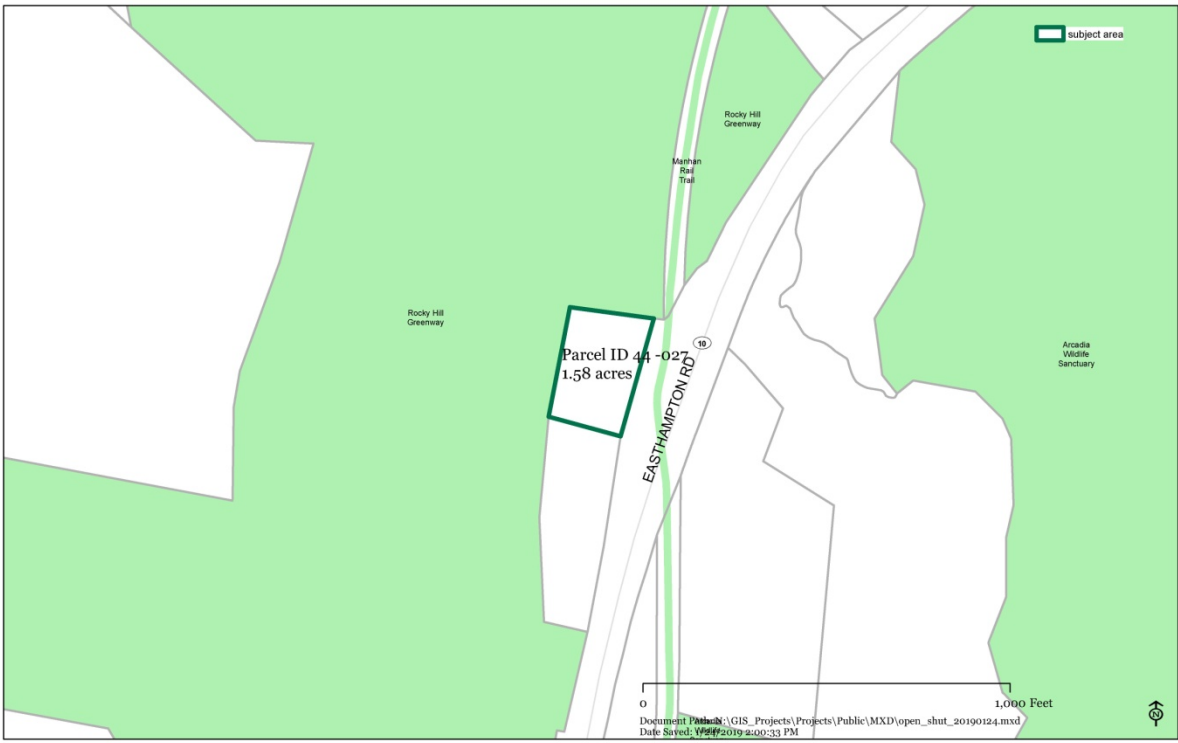 subject area
Rocky Hill
Greenway
Manhan
Rail
Trail
Rocky Hill
Greenway
Parcel ID 44 -027
1.58 acres
10
EASTHAMPTON RD
Arcadia
Wildlife
Sanctuary
0
1,000 Feet
Document N:\GIS_Projects\Projects\Public\MXD\open_shut_20190124.mxd
Date Saved: 2:00:33 PM
N